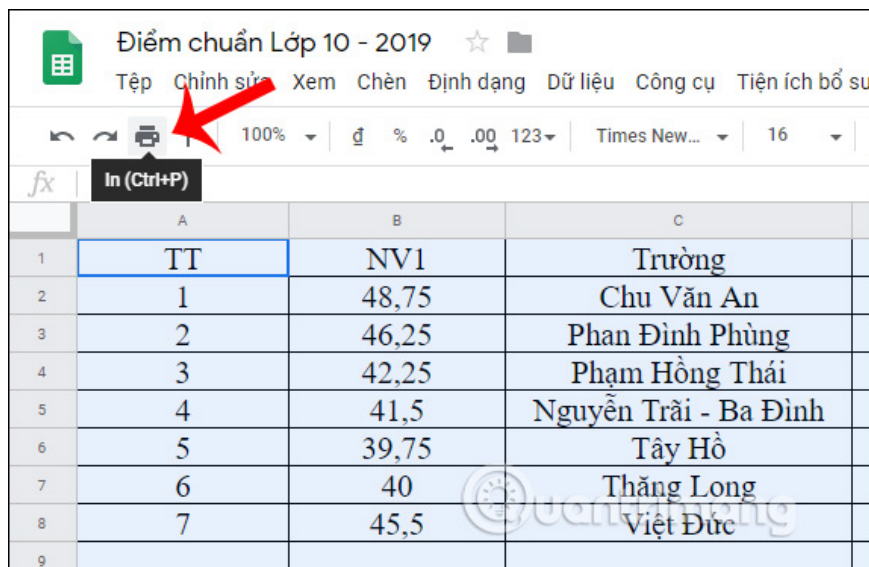 Điểm chuẩn Lớp 10 - 2019
Tệp Chỉnh sửa Xem Chèn Định dạng Dữ liệu Công cụ Tiện ích bổ su
100% đ % .0 .00 123 Times New... 16
In (Ctrl+P)
fx
A B C
1 TT NV1 Trường
2 1 48,75 Chu Văn An
3 2 46,25 Phan Đình Phùng
4 3 42,25 Phạm Hồng Thái
5 4 41,5 Nguyễn Trãi - Ba Đình
6 5 39,75 Tây Hồ
7 6 40 Thăng Long
8 7 45,5 Việt Đức
Quantrimang
9